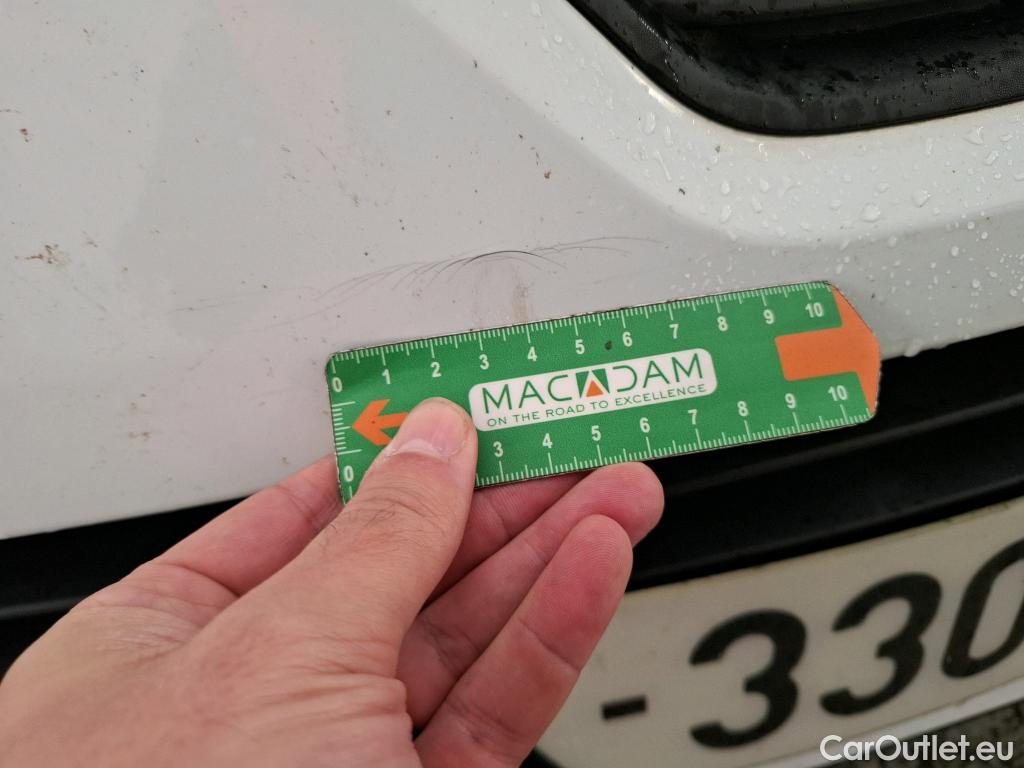 0 1 2 3 4 5 6 7 8 9 10
MACADAM
ON THE ROAD TO EXCELLENCE
0 3 4 5 6 7 8 9 10
-330
CarOutlet.eu